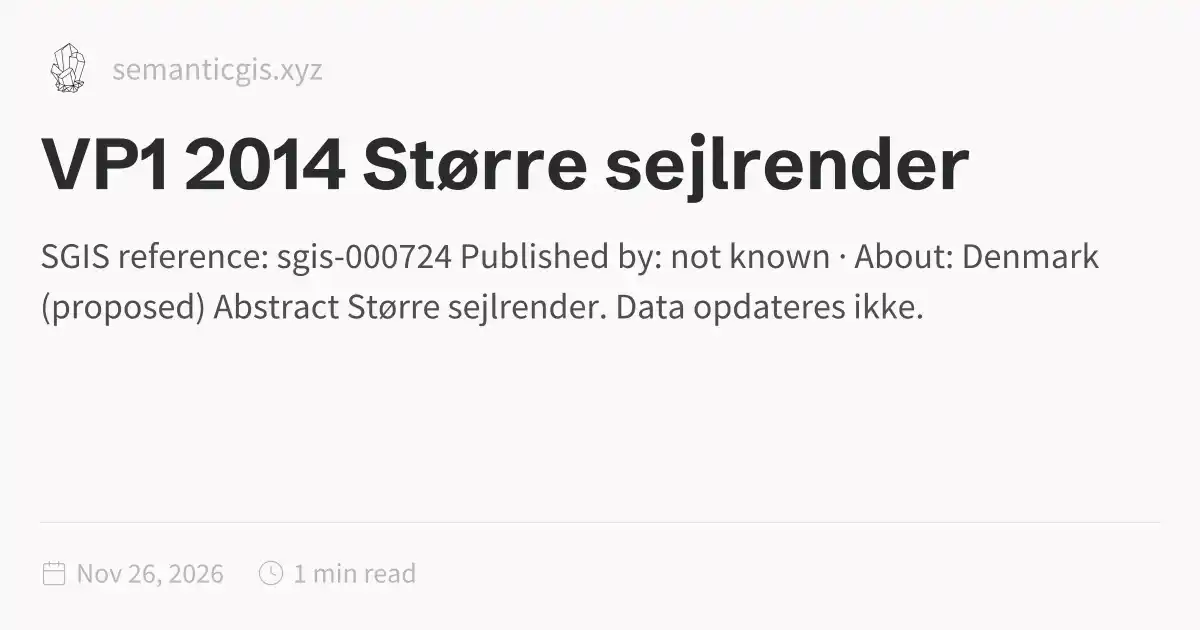 semanticgis.xyz
VP1 2014 Større sejlrender
SGIS reference: sgis-000724 Published by: not known · About: Denmark
(proposed) Abstract Større sejlrender. Data opdateres ikke.
Nov 26, 2026 1 min read